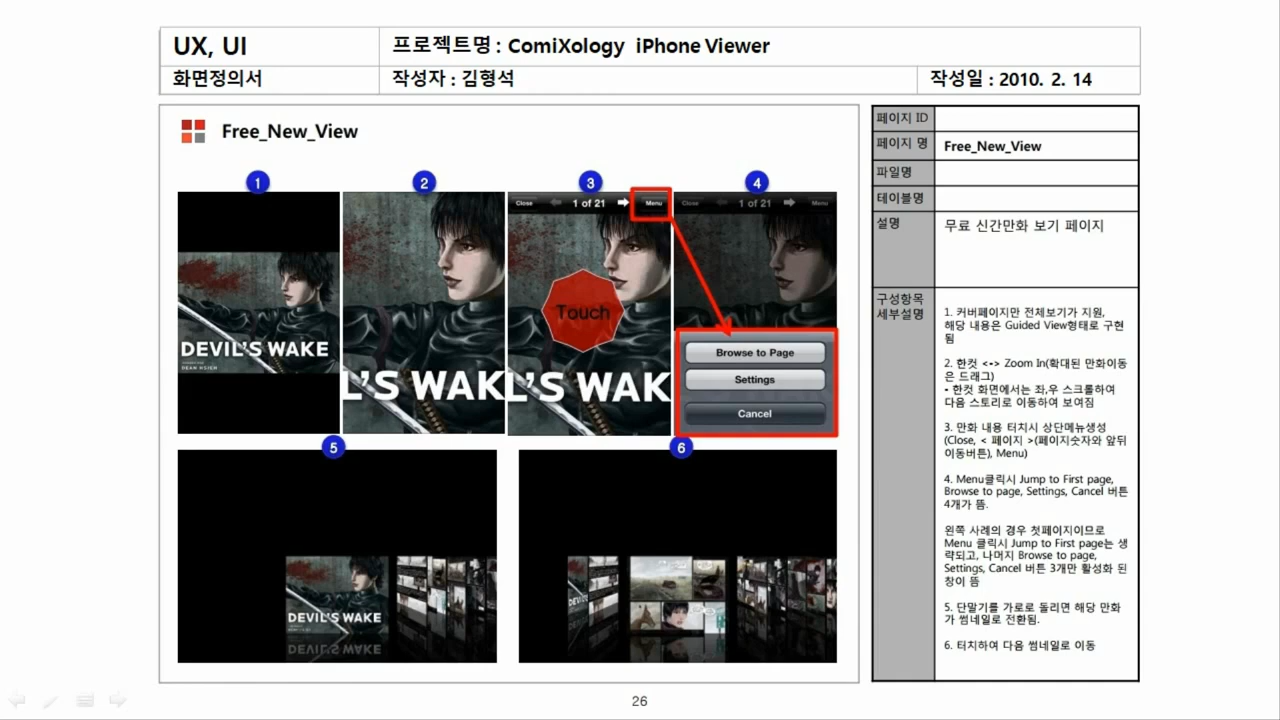 UX, UI
프로젝트명 : ComiXology iPhone Viewer
화면정의서
작성자 : 김형석
작성일 : 2010. 2. 14
Free_New_View
1
2
3
4
Close
1 of 21
Menu
Close
1 of 21
Menu
Touch
DEVIL'S WAKE
DEAN HSIEH
L'S WAK
L'S WAK
Browse to Page
Settings
Cancel
5
6
DEVIL'S WAKE
페이지 ID
페이지 명
Free_New_View
파일명
테이블명
설명
무료 신간만화 보기 페이지
구성항목
세부설명
1. 커버페이지만 전체보기가 지원,
해당 내용은 Guided View형태로 구현
됨
2. 한컷 <-> Zoom In(확대된 만화이동
은 드래그)
- 한컷 화면에서는 좌,우 스크롤하여
다음 스토리로 이동하여 보여짐
3. 만화 내용 터치시 상단메뉴생성
(Close, < 페이지 >(페이지숫자와 앞뒤
이동버튼), Menu)
4. Menu클릭시 Jump to First page,
Browse to page, Settings, Cancel 버튼
4개가 뜸.
왼쪽 사례의 경우 첫페이지이므로
Menu 클릭시 Jump to First page는 생
략되고, 나머지 Browse to page,
Settings, Cancel 버튼 3개만 활성화 된
창이 뜸
5. 단말기를 가로로 돌리면 해당 만화
가 썸네일로 전환됨.
6. 터치하여 다음 썸네일로 이동
26